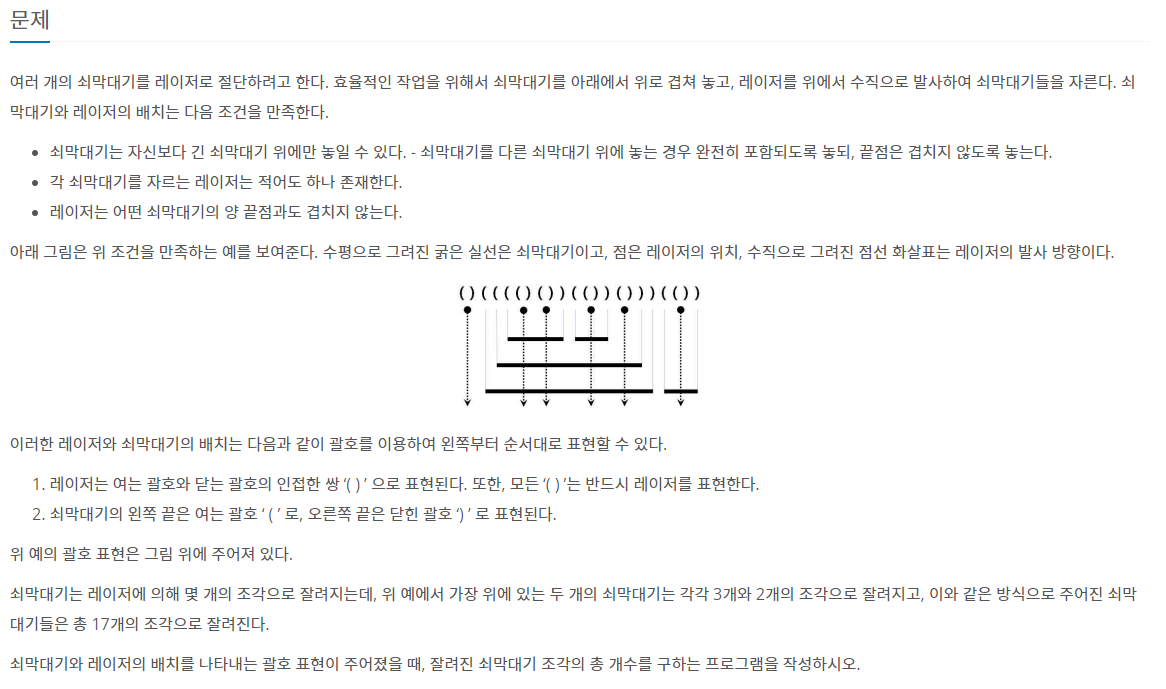 문제
여러 개의 쇠막대기를 레이저로 절단하려고 한다. 효율적인 작업을 위해서 쇠막대기를 아래에서 위로 겹쳐 놓고, 레이저를 위에서 수직으로 발사하여 쇠막대기들을 자른다. 쇠
막대기와 레이저의 배치는 다음 조건을 만족한다.
• 쇠막대기는 자신보다 긴 쇠막대기 위에만 놓일 수 있다. - 쇠막대기를 다른 쇠막대기 위에 놓는 경우 완전히 포함되도록 놓되, 끝점은 겹치지 않도록 놓는다.
• 각 쇠막대기를 자르는 레이저는 적어도 하나 존재한다.
• 레이저는 어떤 쇠막대기의 양 끝점과도 겹치지 않는다.
아래 그림은 위 조건을 만족하는 예를 보여준다. 수평으로 그려진 굵은 실선은 쇠막대기이고, 점은 레이저의 위치, 수직으로 그려진 점선 화살표는 레이저의 발사 방향이다.
( ) ( ( ( ( ) ( ) ) ( ( ) ) ( ) ) ) ( ( ) )
이러한 레이저와 쇠막대기의 배치는 다음과 같이 괄호를 이용하여 왼쪽부터 순서대로 표현할 수 있다.
1. 레이저는 여는 괄호와 닫는 괄호의 인접한 쌍 ‘( ) ’ 으로 표현된다. 또한, 모든 ‘( ) ’는 반드시 레이저를 표현한다.
2. 쇠막대기의 왼쪽 끝은 여는 괄호 ‘ ( ’ 로, 오른쪽 끝은 닫힌 괄호 ‘) ’ 로 표현된다.
위 예의 괄호 표현은 그림 위에 주어져 있다.
쇠막대기는 레이저에 의해 몇 개의 조각으로 잘려지는데, 위 예에서 가장 위에 있는 두 개의 쇠막대기는 각각 3개와 2개의 조각으로 잘려지고, 이와 같은 방식으로 주어진 쇠막
대기들은 총 17개의 조각으로 잘려진다.
쇠막대기와 레이저의 배치를 나타내는 괄호 표현이 주어졌을 때, 잘려진 쇠막대기 조각의 총 개수를 구하는 프로그램을 작성하시오.